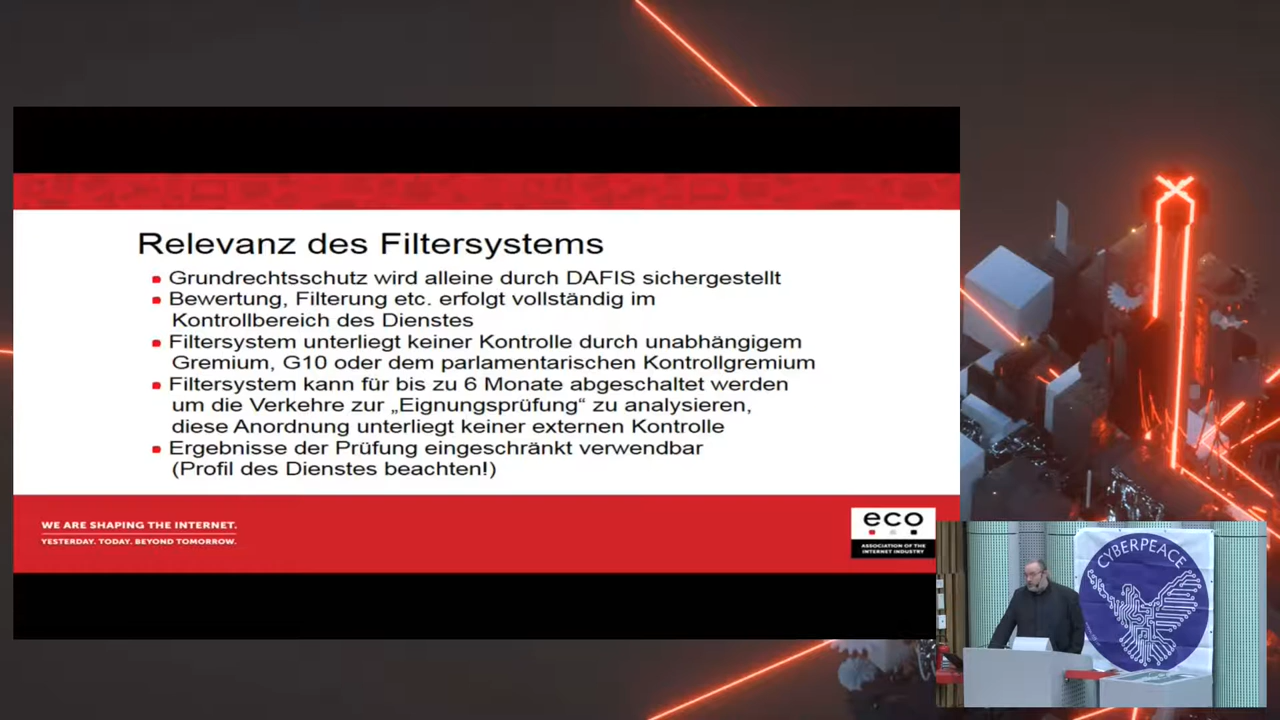 Relevanz des Filtersystems
Grundrechtsschutz wird alleine durch DAFIS sichergestellt
Bewertung, Filterung etc. erfolgt vollständig im
Kontrollbereich des Dienstes
Filtersystem unterliegt keiner Kontrolle durch unabhängigem
Gremium, G10 oder dem parlamentarischen Kontrollgremium
Filtersystem kann für bis zu 6 Monate abgeschaltet werden
um die Verkehre zur „Eignungsprüfung“ zu analysieren,
diese Anordnung unterliegt keiner externen Kontrolle
Ergebnisse der Prüfung eingeschränkt verwendbar
(Profil des Dienstes beachten!)
WE ARE SHAPING THE INTERNET.
YESTERDAY. TODAY. BEYOND TOMORROW.
eco
ASSOCIATION OF THE
INTERNET INDUSTRY
CYBERPEACE